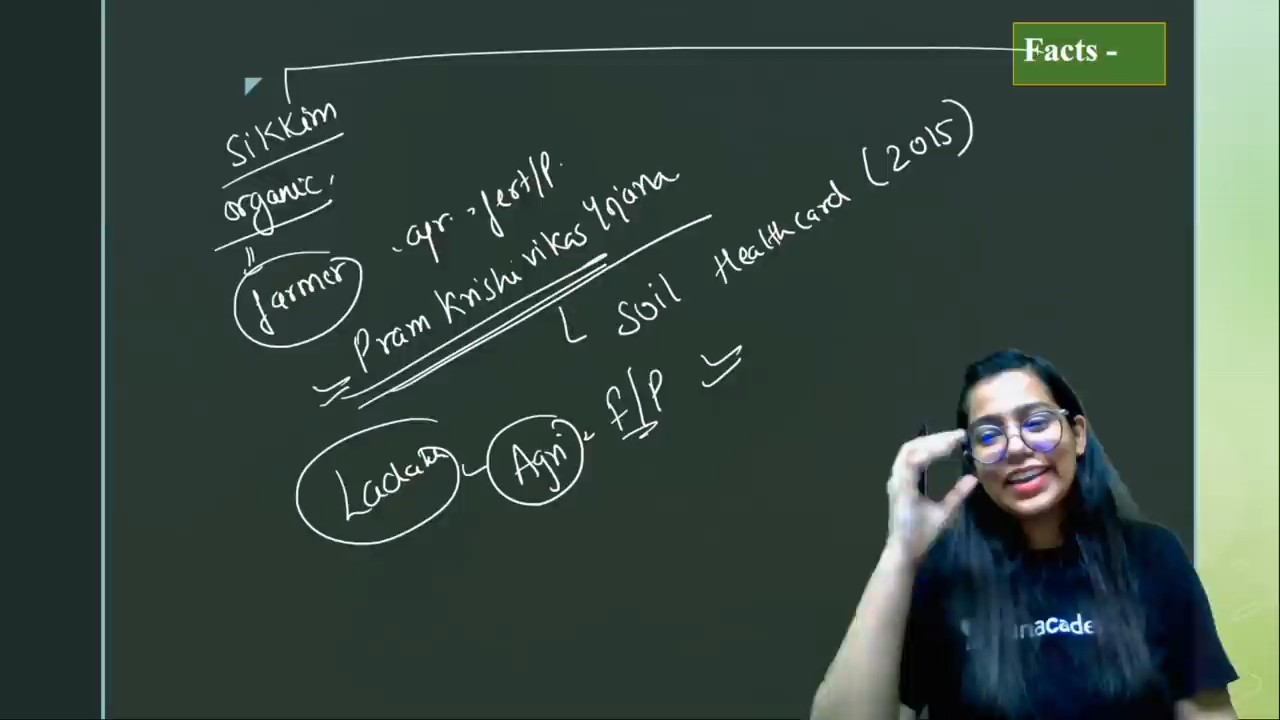 Facts -
Sikkim
organic,
farmer
agr. fert/P.
Pram Krishi vikas Yojana
Soil Healthcard (2015)
Ladakh
Agri
F/P
unacade